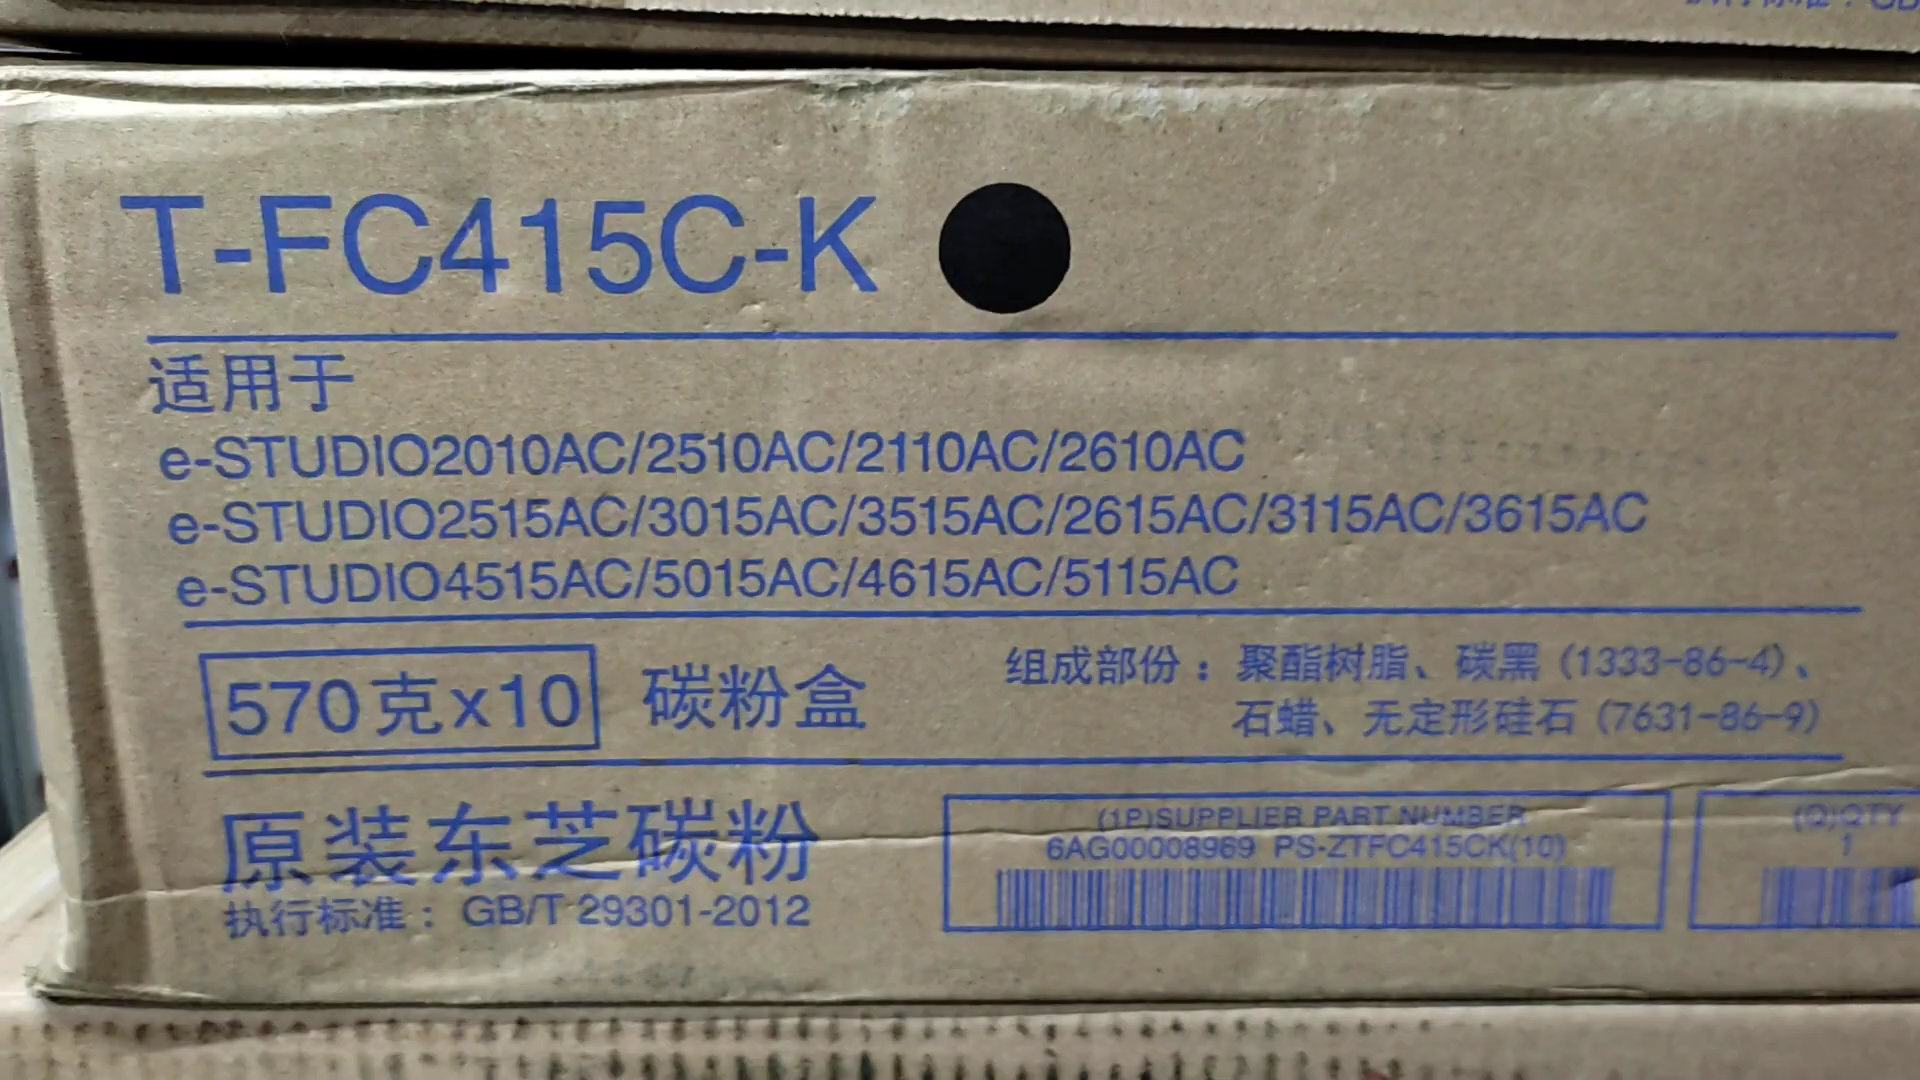 T-FC415C-K
适用于
e-STUDIO2010AC/2510AC/2110AC/2610AC
e-STUDIO2515AC/3015AC/3515AC/2615AC/3115AC/3615AC
e-STUDIO4515AC/5015AC/4615AC/5115AC
570克x10 碳粉盒
组成部份：聚酯树脂、碳黑 (1333-86-4)、
石蜡、无定形硅石 (7631-86-9)
原装东芝碳粉
执行标准：GB/T 29301-2012
(1P)SUPPLIER PART NUMBER
6AG00008969 PS-ZTFC415CK(10)
(Q)QTY
1